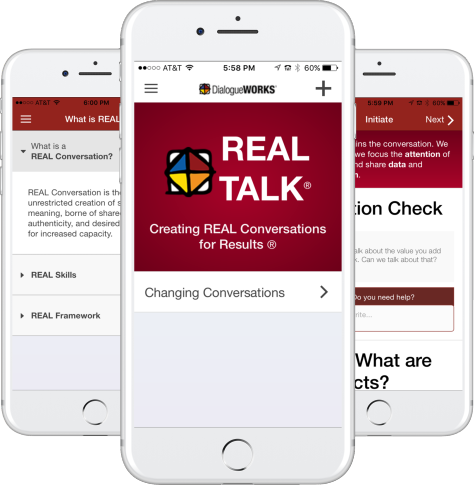 AT&T
6:00 PM
What is REAL
What is a
REAL Conversation?
REAL Conversation is the
unrestricted creation of s
meaning, borne of share
authenticity, and desired
for increased capacity.
REAL Skills
REAL Framework
AT&T
5:58 PM
60%
DialogueWORKS®
REAL
TALK®
Creating REAL Conversations
for Results ®
Changing Conversations
5:59 PM
60%
Initiate
Next
ins the conversation. We
we focus the attention of
nd share data and
n.
tion Check
lk about the value you add
k. Can we talk about that?
Do you need help?
rite...
What are
cts?